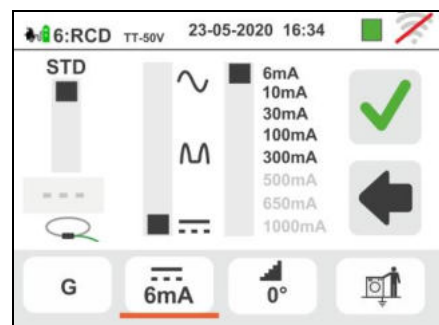 6:RCD TT-50V 23-05-2020 16:34
STD
6mA
10mA
30mA
100mA
300mA
500mA
650mA
1000mA
- - -
G
6mA
0°